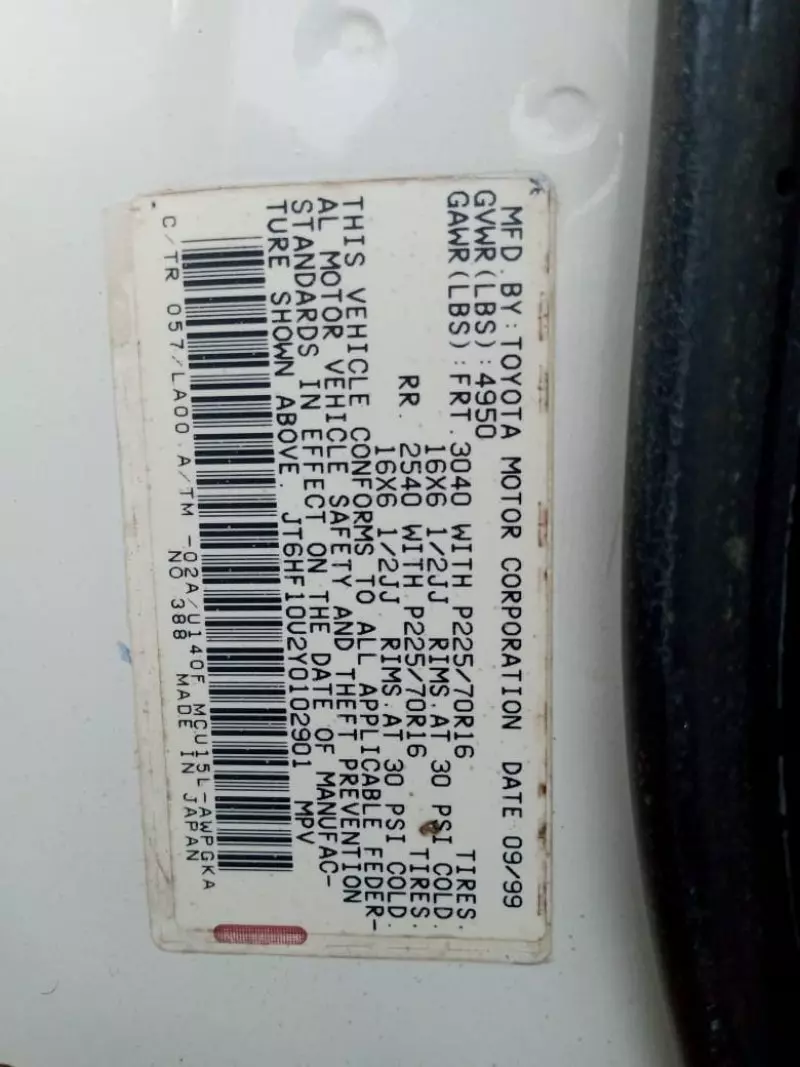 MFD.BY:TOYOTA MOTOR CORPORATION DATE 09/99
GVWR(LBS):4950
GAWR(LBS):FRT.3040 WITH P225/70R16 TIRES.
16X6 1/2JJ RIMS.AT 30 PSI COLD.
RR. 2540 WITH P225/70R16 TIRES.
16X6 1/2JJ RIMS.AT 30 PSI COLD.
THIS VEHICLE CONFORMS TO ALL APPLICABLE FEDER-
AL MOTOR VEHICLE SAFETY AND THEFT PREVENTION
STANDARDS IN EFFECT ON THE DATE OF MANUFAC-
TURE SHOWN ABOVE. JT6HF10U2Y0102901 MPV
C/TR 057/LA00.A/TM -02A/U140F MCU15L-AWPGKA
NO 388 MADE IN JAPAN